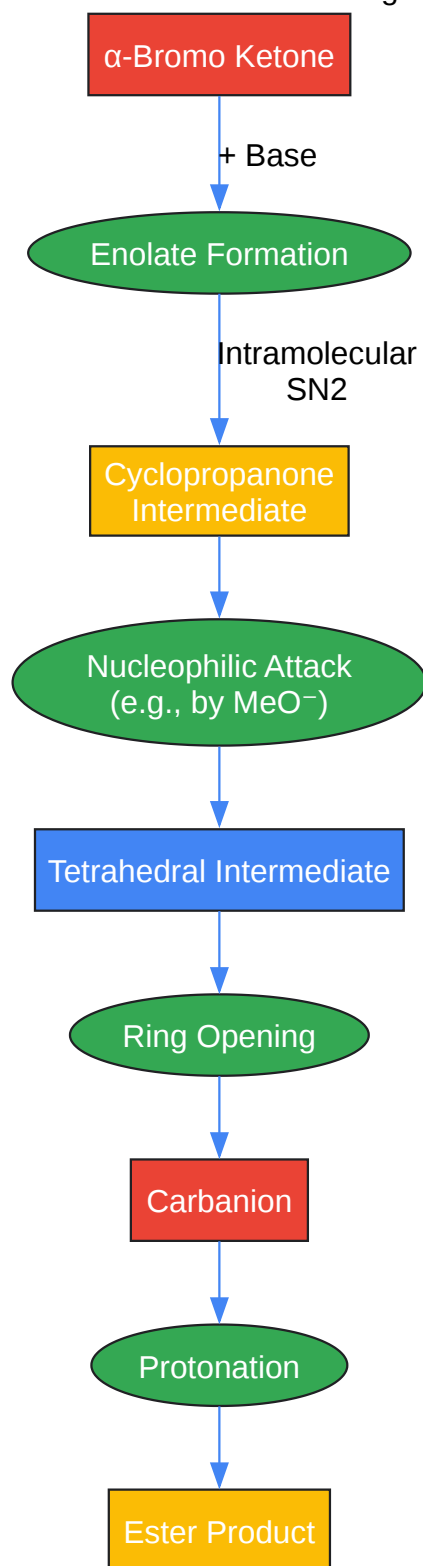 α-Bromo Ketone
+ Base
Enolate Formation
Intramolecular
SN2
Cyclopropanone
Intermediate
Nucleophilic Attack
(e.g., by MeO⁻)
Tetrahedral Intermediate
Ring Opening
Carbanion
Protonation
Ester Product